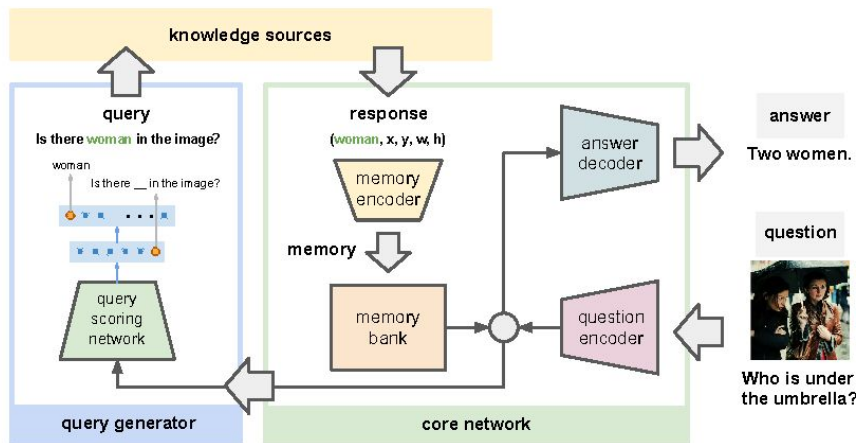 knowledge sources
query
Is there woman in the image?
woman
Is there __ in the image?
query
scoring
network
query generator
response
(woman, x, y, w, h)
memory
encoder
memory
memory
bank
answer
decoder
question
encoder
core network
answer
Two women.
question
Who is under
the umbrella?